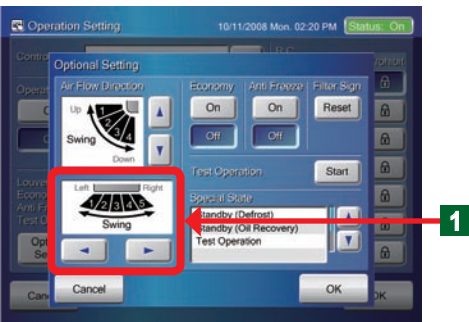 Operation Setting 10/11/2008 Mon. 02:20 PM Status: On
R.C.
Optional Setting
Air Flow Direction Economy Anti Freeze Filter Sign
Up 1 2 3 4 Swing Down
On On Reset
Off Off
Test Operation Start
Left Right
1 2 3 4 5
Swing
Special State
Standby (Defrost)
Standby (Oil Recovery)
Test Operation
Cancel OK
1